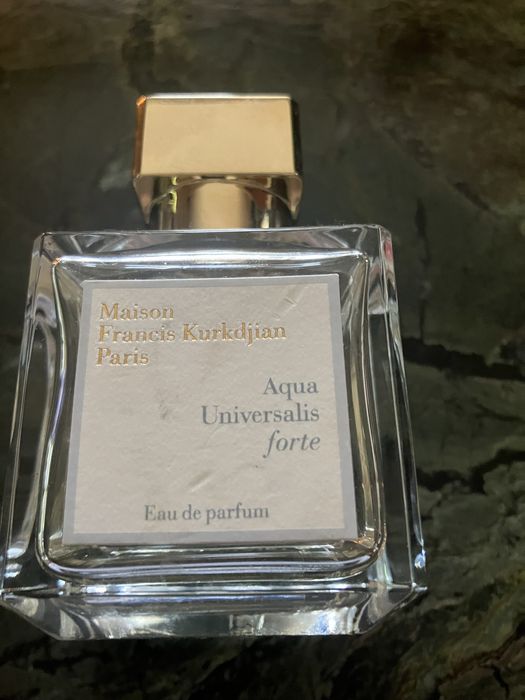 Maison
Francis Kurkdjian
Paris
Aqua
Universalis
forte
Eau de parfum